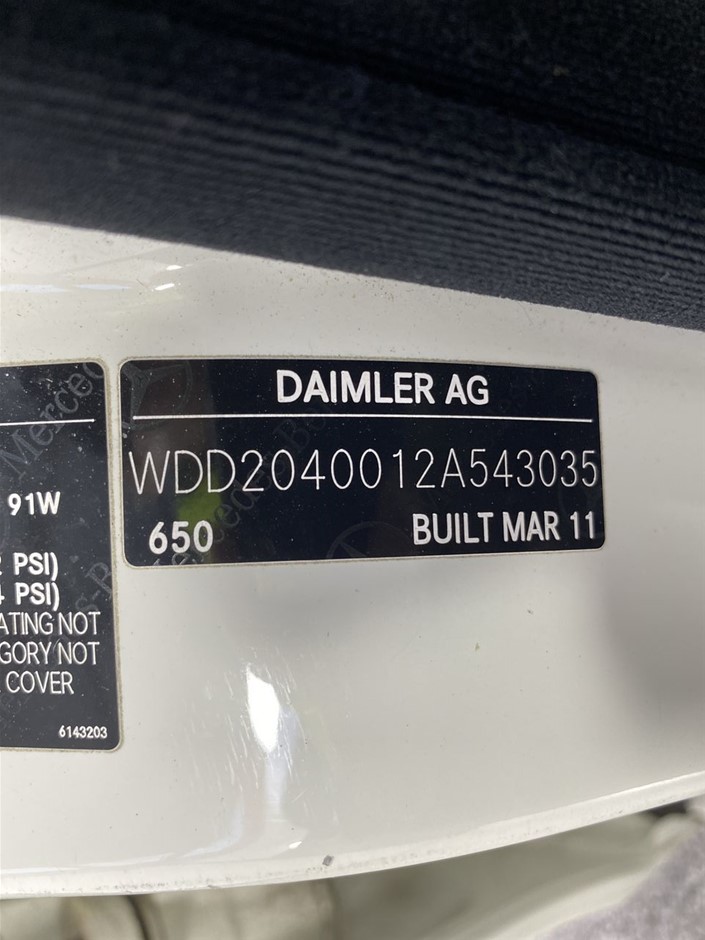 DAIMLER AG
WDD2040012A543035
650 BUILT MAR 11
91W
PSI)
PSI)
ATING NOT
GORY NOT
COVER
6143203